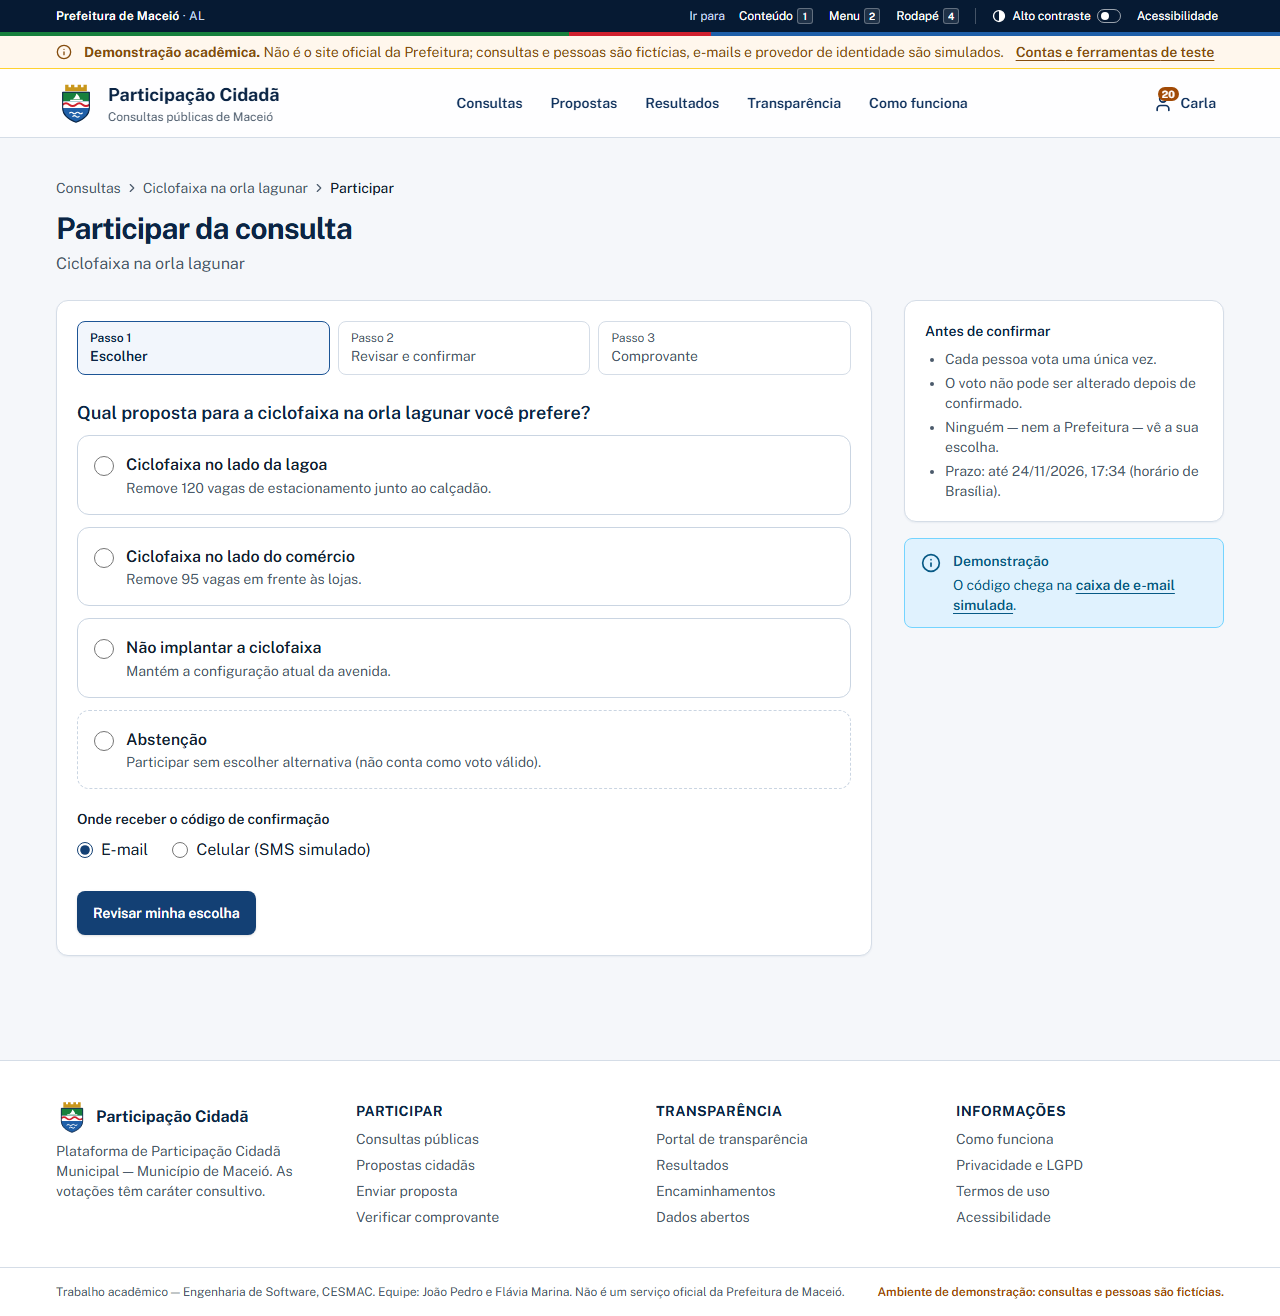 Prefeitura de Maceió · AL
Ir para Conteúdo 1 Menu 2 Rodapé 4 Alto contraste Acessibilidade
Demonstração acadêmica. Não é o site oficial da Prefeitura; consultas e pessoas são fictícias, e-mails e provedor de identidade são simulados. Contas e ferramentas de teste
Participação Cidadã
Consultas públicas de Maceió
Consultas Propostas Resultados Transparência Como funciona
20 Carla
Consultas > Ciclofaixa na orla lagunar > Participar
Participar da consulta
Ciclofaixa na orla lagunar
Passo 1
Escolher
Passo 2
Revisar e confirmar
Passo 3
Comprovante
Qual proposta para a ciclofaixa na orla lagunar você prefere?
Ciclofaixa no lado da lagoa
Remove 120 vagas de estacionamento junto ao calçadão.
Ciclofaixa no lado do comércio
Remove 95 vagas em frente às lojas.
Não implantar a ciclofaixa
Mantém a configuração atual da avenida.
Abstenção
Participar sem escolher alternativa (não conta como voto válido).
Onde receber o código de confirmação
E-mail Celular (SMS simulado)
Revisar minha escolha
Antes de confirmar
• Cada pessoa vota uma única vez.
• O voto não pode ser alterado depois de
confirmado.
• Ninguém — nem a Prefeitura — vê a sua
escolha.
• Prazo: até 24/11/2026, 17:34 (horário de
Brasília).
Demonstração
O código chega na caixa de e-mail
simulada.
Participação Cidadã
Plataforma de Participação Cidadã
Municipal — Município de Maceió. As
votações têm caráter consultivo.
PARTICIPAR
Consultas públicas
Propostas cidadãs
Enviar proposta
Verificar comprovante
TRANSPARÊNCIA
Portal de transparência
Resultados
Encaminhamentos
Dados abertos
INFORMAÇÕES
Como funciona
Privacidade e LGPD
Termos de uso
Acessibilidade
Trabalho acadêmico — Engenharia de Software, CESMAC. Equipe: João Pedro e Flávia Marina. Não é um serviço oficial da Prefeitura de Maceió.
Ambiente de demonstração: consultas e pessoas são fictícias.